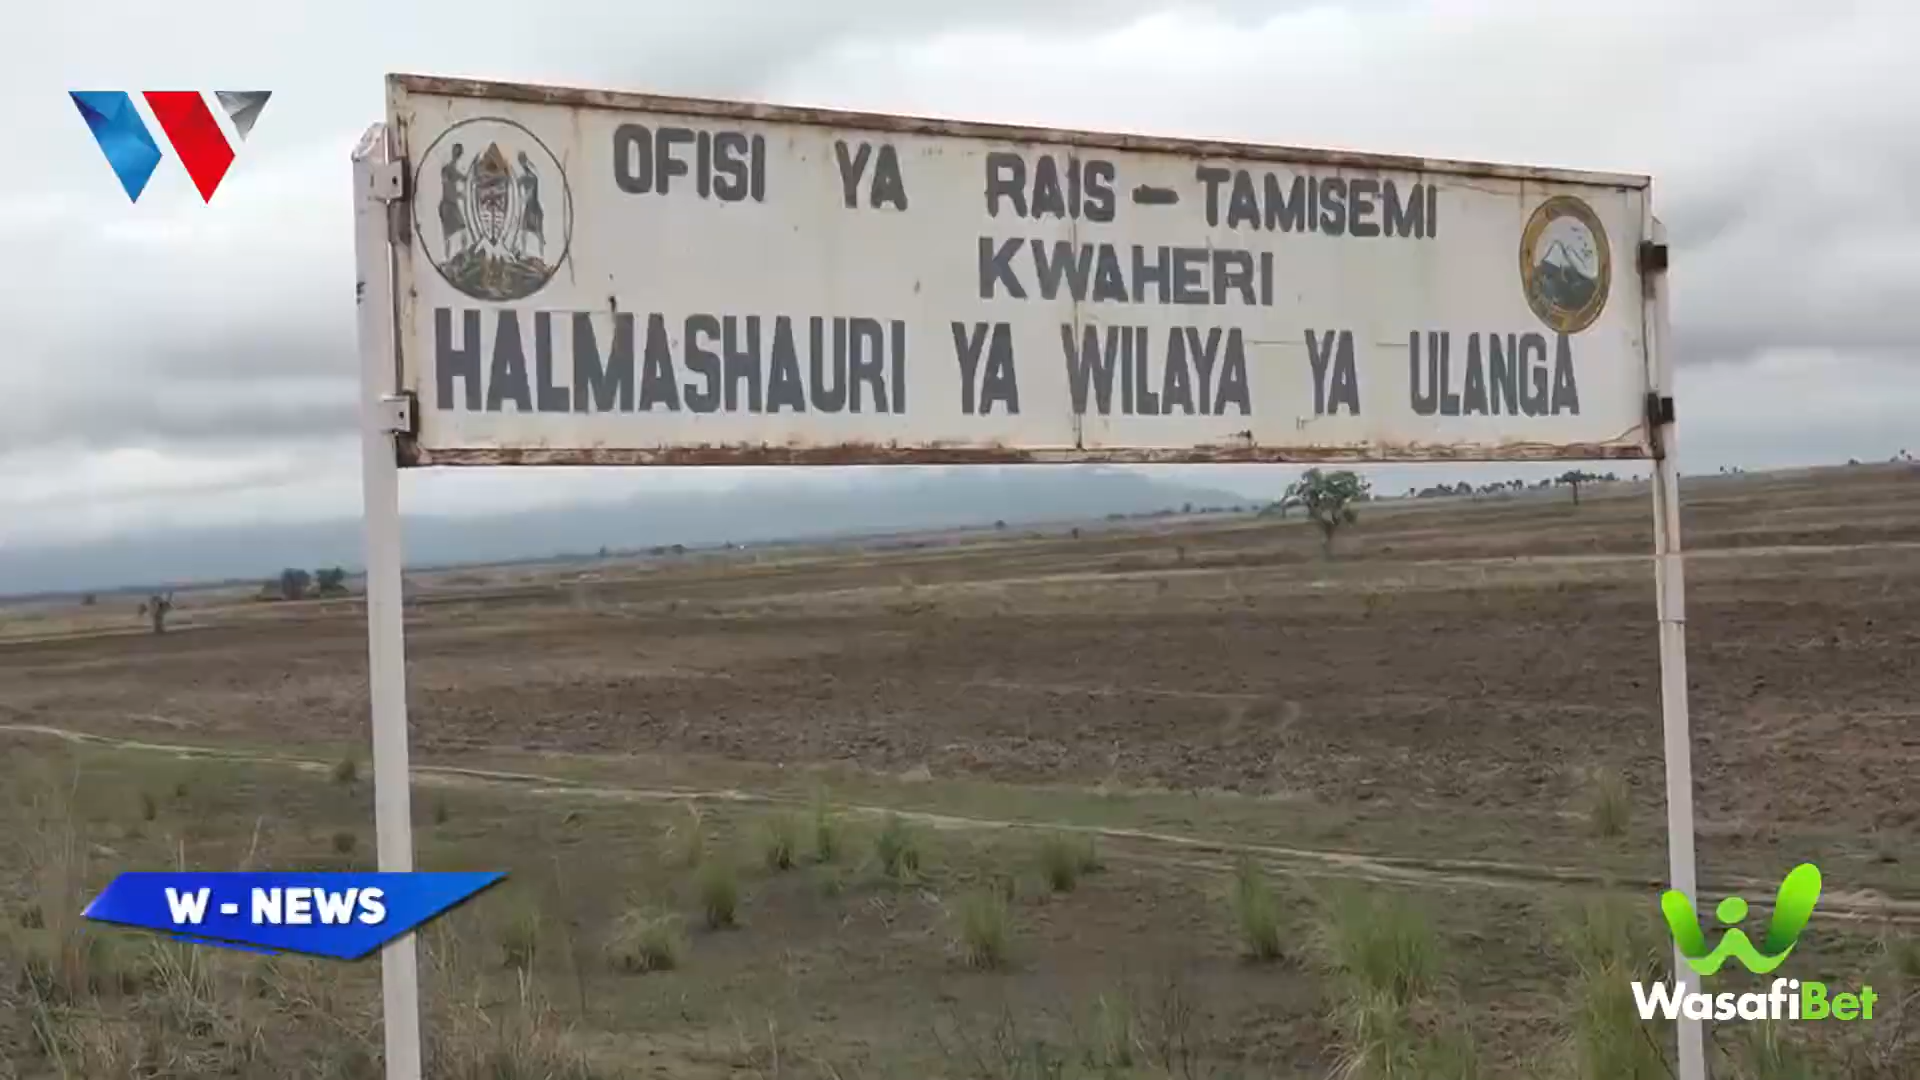 OFISI YA RAIS - TAMISEMI
KWAHERI
HALMASHAURI YA WILAYA YA ULANGA
W - NEWS
WasafiBet